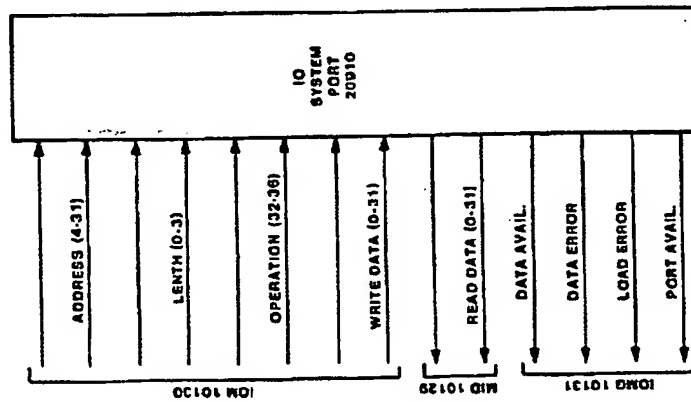 IO
SYSTEM
PORT
20910
ADDRESS (4-31)
LENTH (0-3)
OPERATION (32-36)
WRITE DATA (0-31)
READ DATA (0-31)
DATA AVAIL.
DATA ERROR
LOAD ERROR
PORT AVAIL.
IOM 10130
MID 10129
IOMC 10131